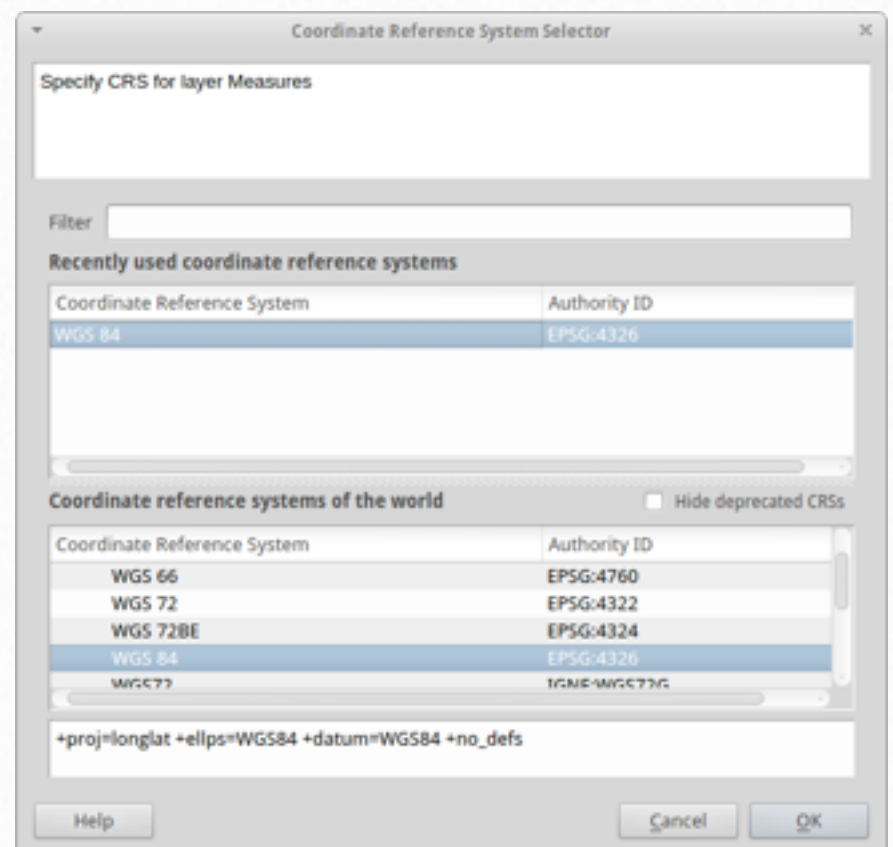 Coordinate Reference System Selector
Specify CRS for layer Measures
Filter
Recently used coordinate reference systems
Coordinate Reference System Authority ID
WGS 84 EPSG:4326
Coordinate reference systems of the world Hide deprecated CRSs
Coordinate Reference System Authority ID
WGS 66 EPSG:4760
WGS 72 EPSG:4322
WGS 72BE EPSG:4324
WGS 84 EPSG:4326
WGS72 IGNF:WGS72G
+proj=longlat +ellps=WGS84 +datum=WGS84 +no_defs
Help Cancel OK